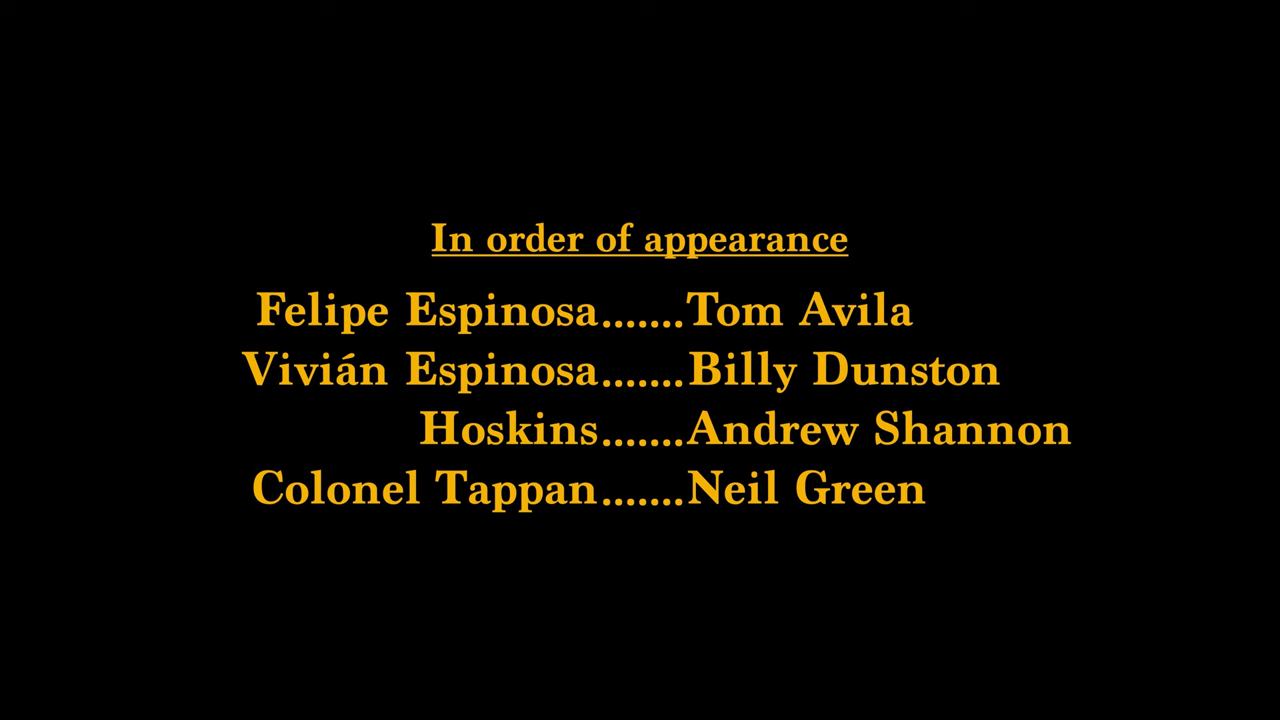 In order of appearance
Felipe Espinosa.......Tom Avila
Vivián Espinosa.......Billy Dunston
Hoskins.......Andrew Shannon
Colonel Tappan.......Neil Green